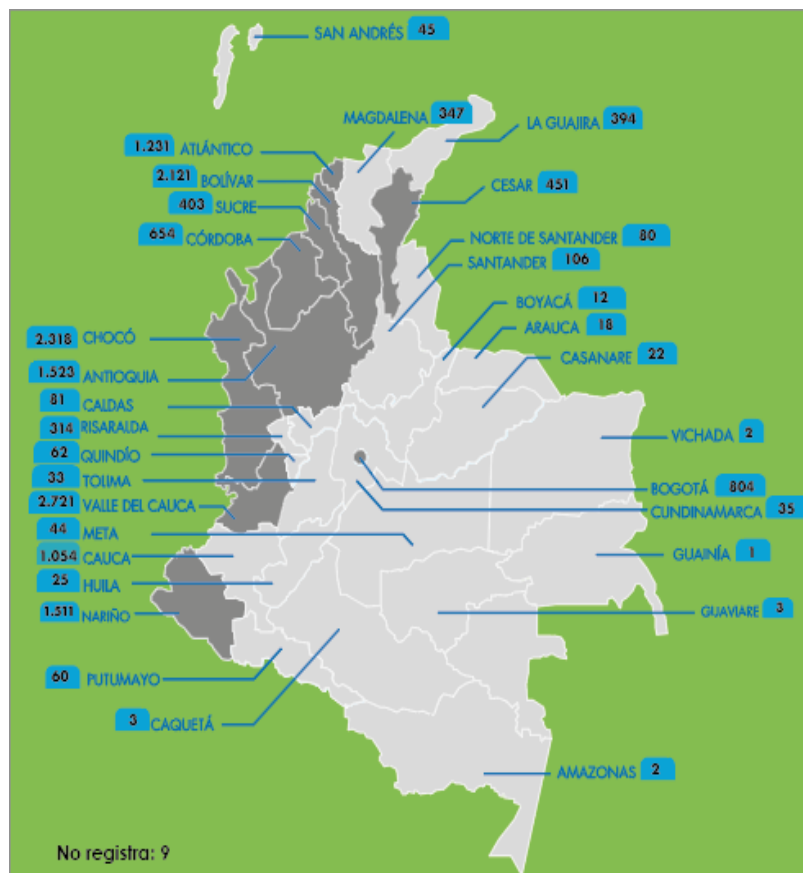 SAN ANDRÉS 45
MAGDALENA 347
LA GUAJIRA 394
1.231 ATLÁNTICO
2.121 BOLÍVAR
CESAR 451
403 SUCRE
654 CÓRDOBA
NORTE DE SANTANDER 80
SANTANDER 106
BOYACÁ 12
ARAUCA 18
2.318 CHOCÓ
CASANARE 22
1.523 ANTIOQUIA
81 CALDAS
314 RISARALDA
VICHADA 2
62 QUINDÍO
33 TOLIMA
BOGOTÁ 804
2.721 VALLE DEL CAUCA
CUNDINAMARCA 35
44 META
1.054 CAUCA
GUAINÍA 1
25 HUILA
1.511 NARIÑO
GUAVIARE 3
60 PUTUMAYO
3 CAQUETÁ
AMAZONAS 2
No registra: 9